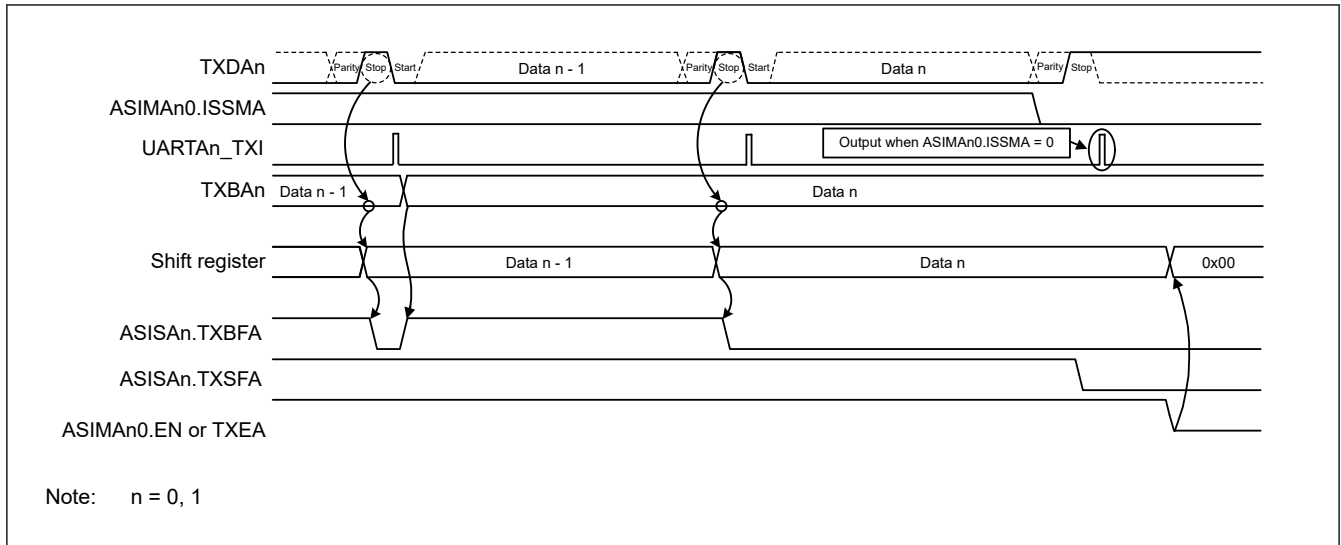 TXDAn Parity Stop Start Data n - 1 Parity Stop Start Data n Parity Stop
ASIMAn0.ISSMA
UARTAn_TXI Output when ASIMAn0.ISSMA = 0
TXBAn Data n - 1 Data n
Shift register Data n - 1 Data n 0x00
ASISAn.TXBFA
ASISAn.TXSFA
ASIMAn0.EN or TXEA
Note: n = 0, 1